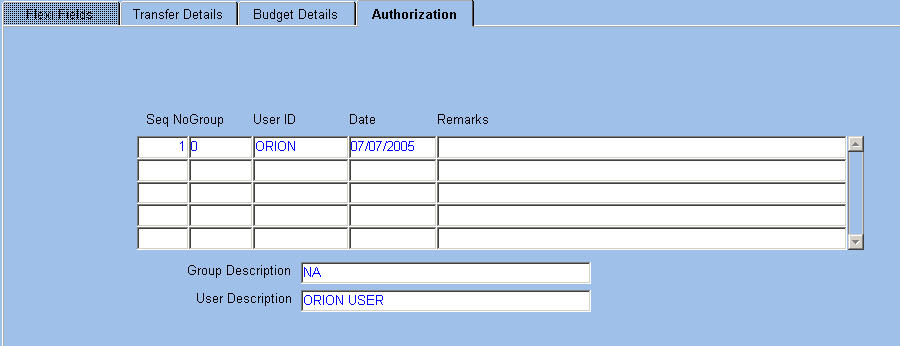 Flexi Fields Transfer Details Budget Details Authorization
Seq No Group User ID Date Remarks
1 0 ORION 07/07/2005
Group Description NA
User Description ORION USER